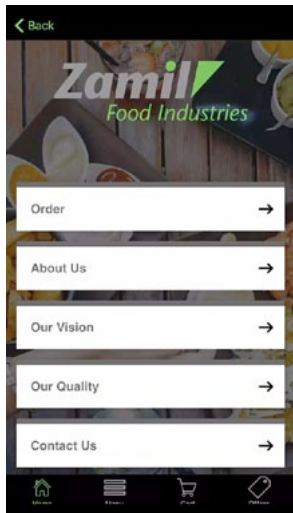 Back
Zamil
Food Industries
Order
About Us
Our Vision
Our Quality
Contact Us